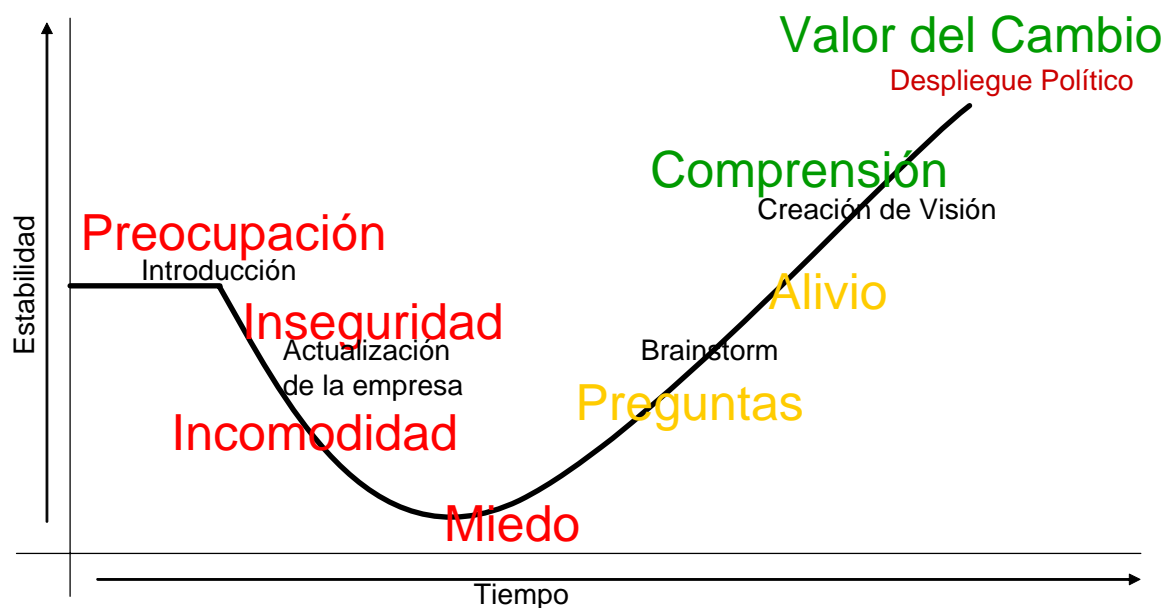 Valor del Cambio
Despliegue Político
Comprensión
Creación de Visión
Preocupación
Introducción
Estabilidad
Alivio
Inseguridad
Actualización
de la empresa
Brainstorm
Preguntas
Incomodidad
Miedo
Tiempo